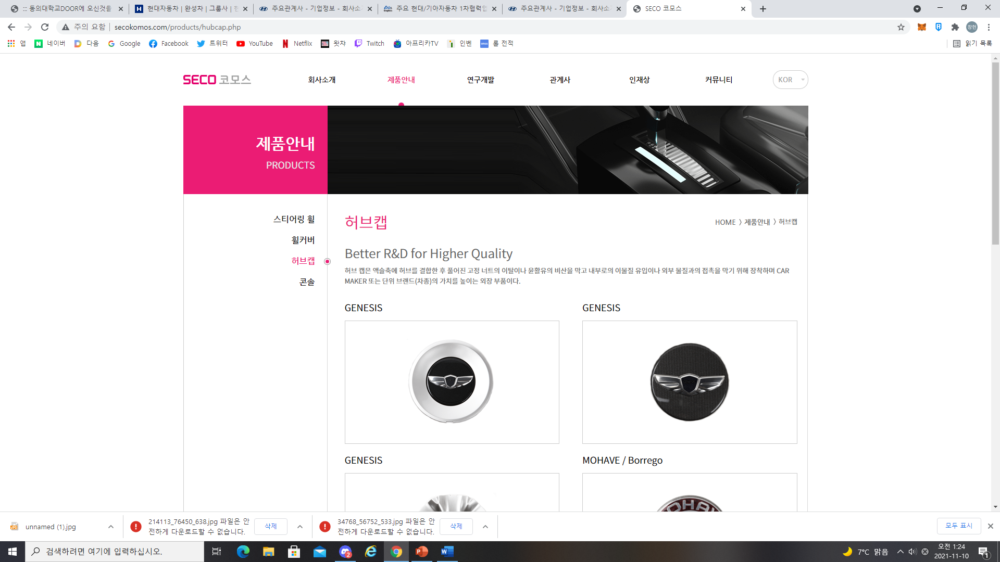 ::: 동의대학교DOOR에 오신것을
현대자동차 | 완성차 | 그룹사 | 현
주요관계사 - 기업정보 - 회사소개
주요 현대/기아자동차 1차협력업
주요관계사 - 기업정보 - 회사소개
SECO 코모스
주의 요함 | secokomos.com/products/hubcap.php
창헌
앱
네이버
다음
Google
Facebook
트위터
YouTube
Netflix
왓챠
Twitch
아프리카TV
인벤
롤 전적
읽기 목록
SECO 코모스
회사소개
제품안내
연구개발
관계사
인재상
커뮤니티
KOR
제품안내
PRODUCTS
스티어링 휠
휠커버
허브캡
콘솔
허브캡
HOME 〉 제품안내 〉 허브캡
Better R&D for Higher Quality
허브 캡은 액슬축에 허브를 결합한 후 풀어진 고정 너트의 이탈이나 윤활유의 비산을 막고 내부로의 이물질 유입이나 외부 물질과의 접촉을 막기 위해 장착하며 CAR
MAKER 또는 단위 브랜드(차종)의 가치를 높이는 외장 부품이다.
GENESIS
GENESIS
GENESIS
MOHAVE / Borrego
unnamed (1).jpg
214113_76450_638.jpg 파일은 안
전하게 다운로드할 수 없습니다.
삭제
34768_56752_533.jpg 파일은 안
전하게 다운로드할 수 없습니다.
삭제
모두 표시
검색하려면 여기에 입력하십시오.
2
7°C 맑음
오전 1:24
2021-11-10
1